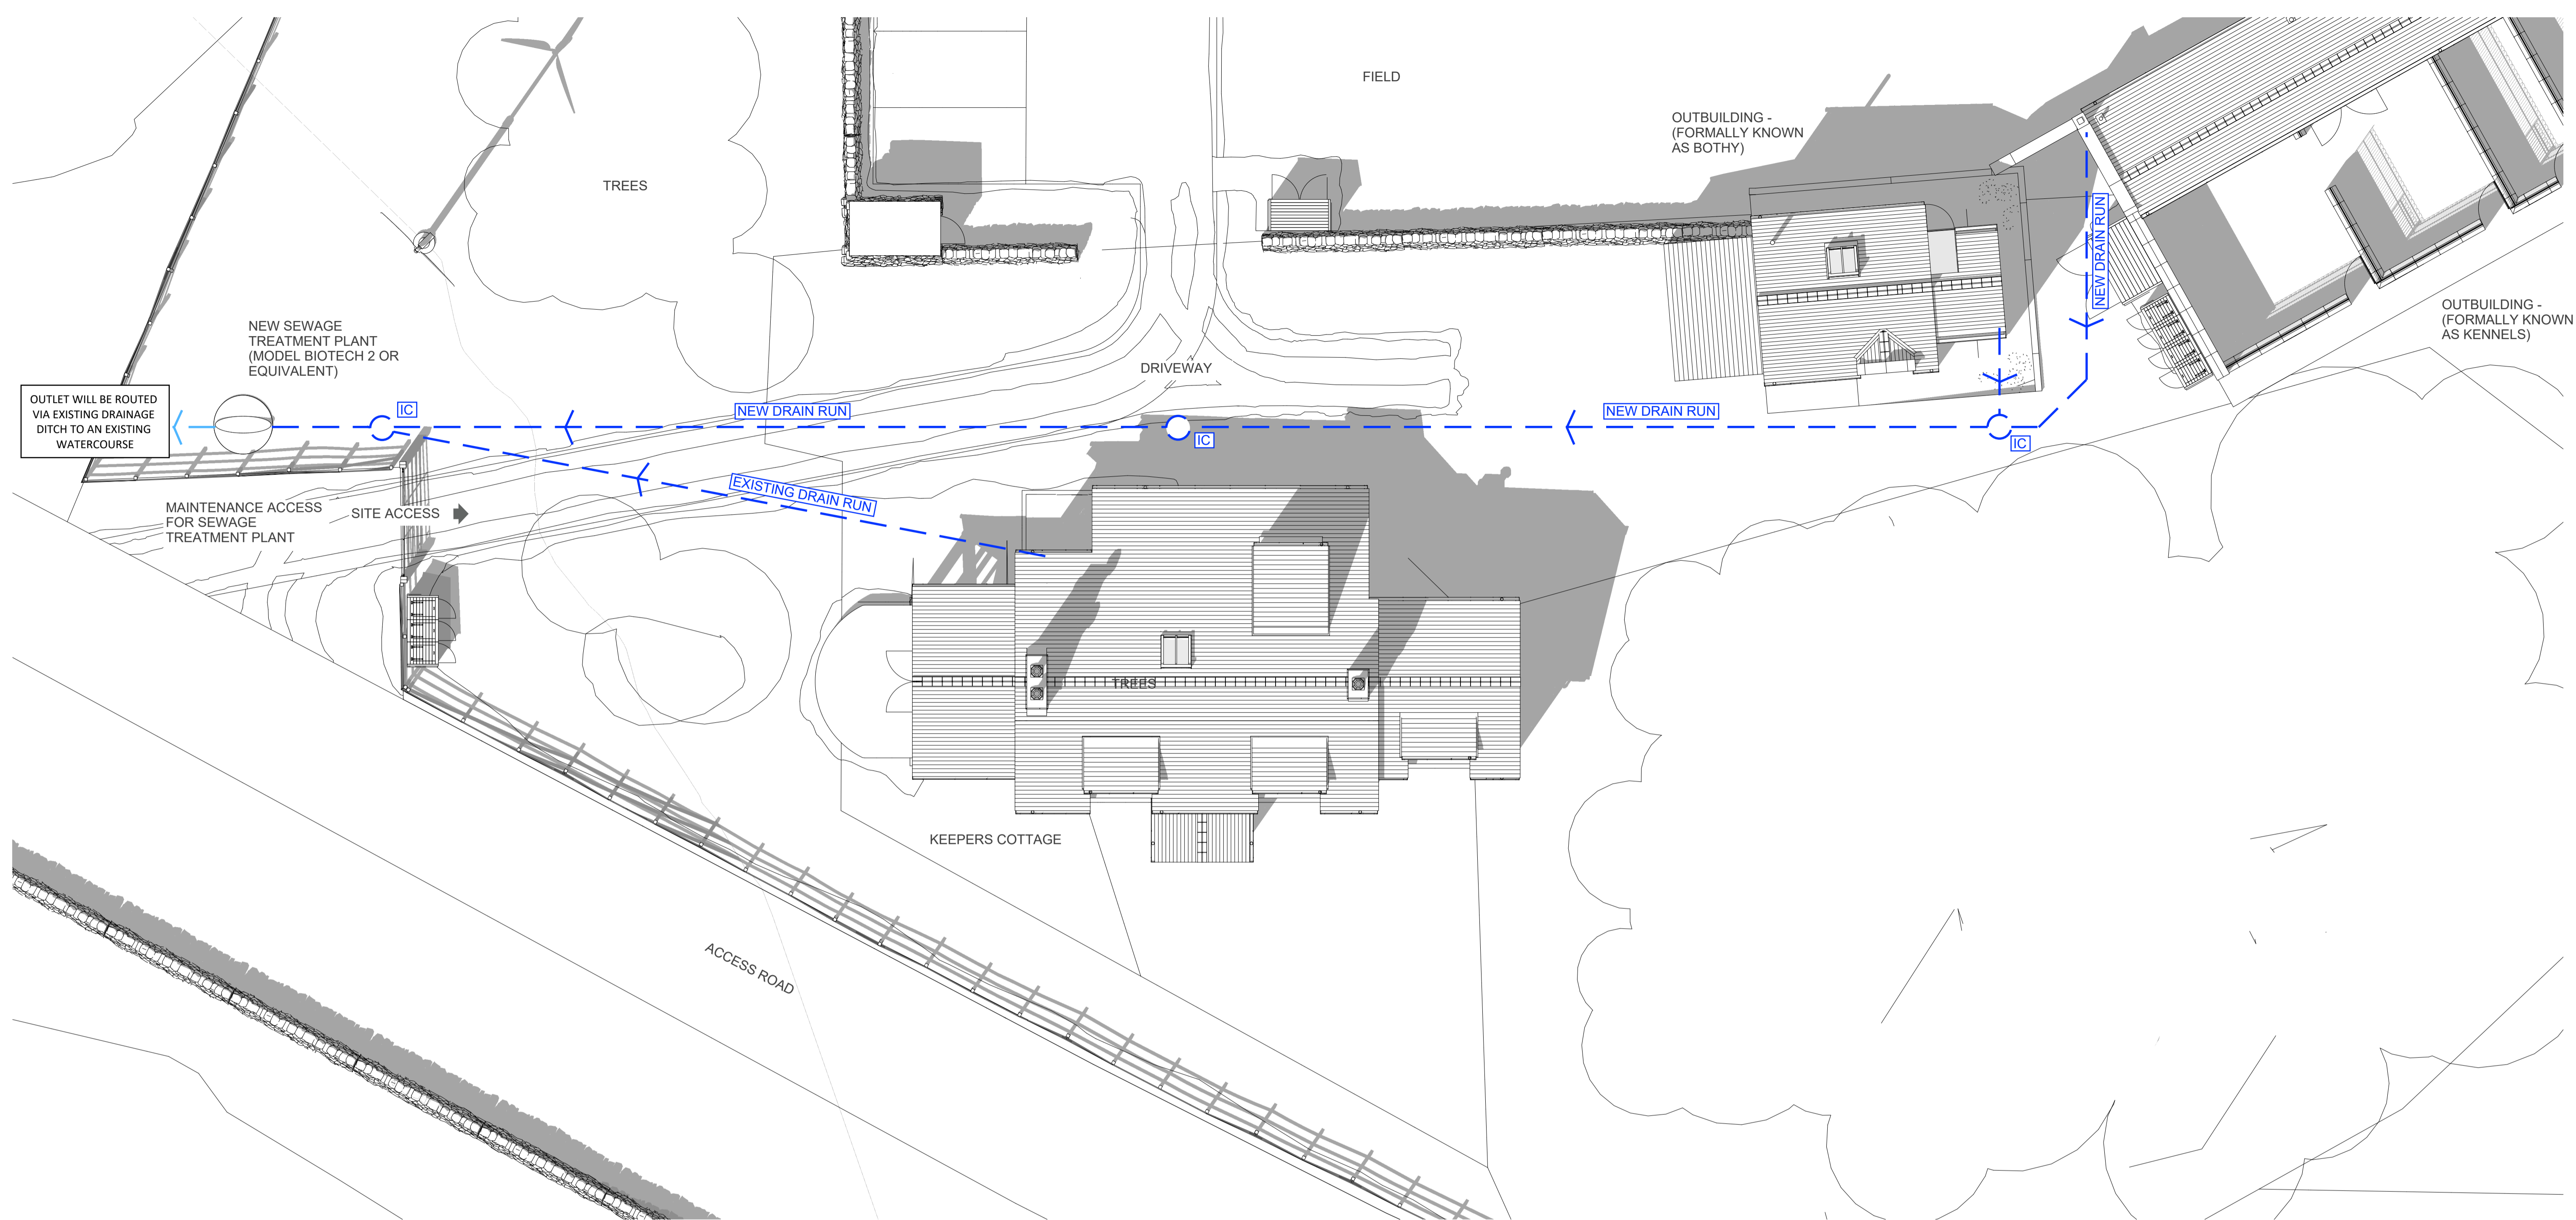 FIELD
OUTBUILDING -
(FORMALLY KNOWN
AS BOTHY)
TREES
NEW DRAIN RUN
OUTBUILDING -
(FORMALLY KNOWN
AS KENNELS)
NEW SEWAGE
TREATMENT PLANT
(MODEL BIOTECH 2 OR
EQUIVALENT)
DRIVEWAY
OUTLET WILL BE ROUTED
VIA EXISTING DRAINAGE
DITCH TO AN EXISTING
WATERCOURSE
IC
NEW DRAIN RUN
IC
NEW DRAIN RUN
IC
EXISTING DRAIN RUN
MAINTENANCE ACCESS
FOR SEWAGE
TREATMENT PLANT
SITE ACCESS
TREES
KEEPERS COTTAGE
ACCESS ROAD